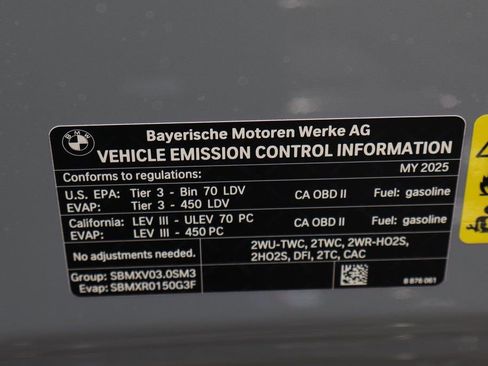 BMW
Bayerische Motoren Werke AG
VEHICLE EMISSION CONTROL INFORMATION
Conforms to regulations: MY 2025
U.S. EPA: Tier 3 - Bin 70 LDV CA OBD II Fuel: gasoline
EVAP: Tier 3 - 450 LDV
California: LEV III - ULEV 70 PC CA OBD II Fuel: gasoline
EVAP: LEV III - 450 PC
No adjustments needed. 2WU-TWC, 2TWC, 2WR-HO2S,
2HO2S, DFI, 2TC, CAC
Group: SBMXV03.0SM3
Evap: SBMXR0150G3F
8 876 061